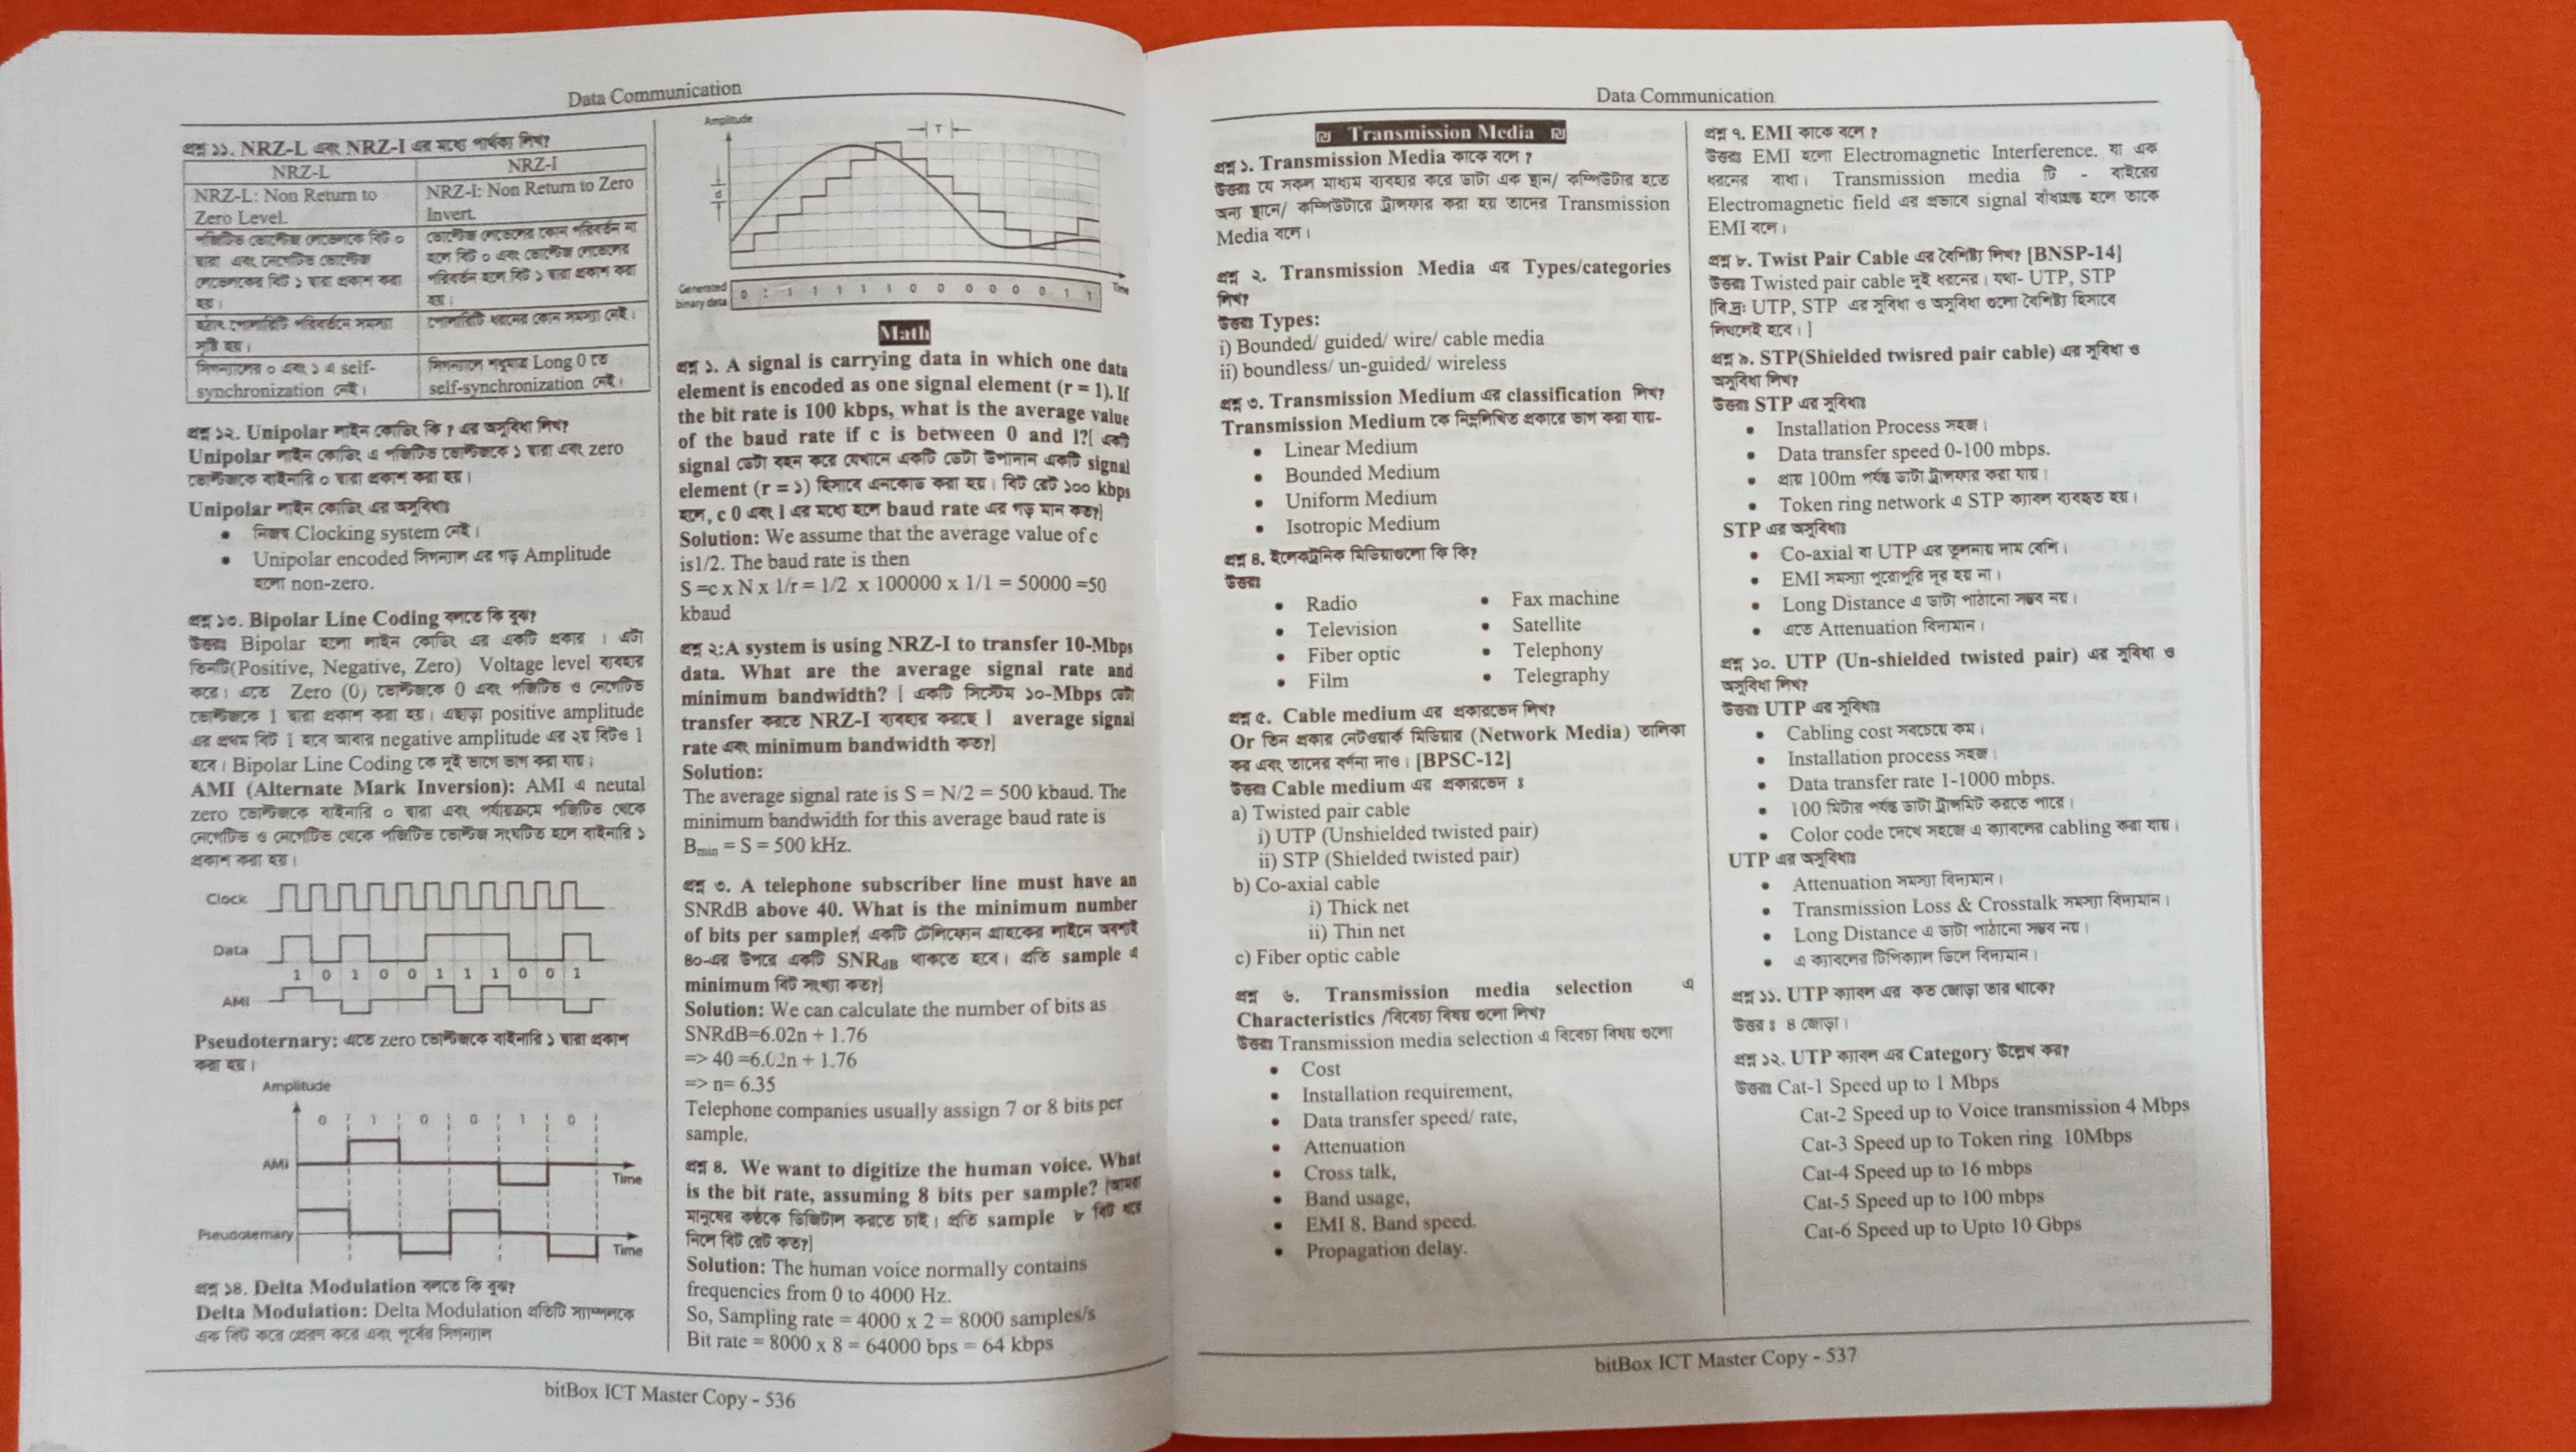 Data Communication
প্রশ্ন ১১. NRZ-L এবং NRZ-I এর মধ্যে পার্থক্য লিখ?
NRZ-L
NRZ-I
NRZ-L: Non Return to
Zero Level.
NRZ-I: Non Return to Zero
Invert.
পজিটিভ ভোল্টেজ লেভেলকে বিট ০
দ্বারা এবং নেগেটিভ ভোল্টেজ
লেভেলকের বিট ১ দ্বারা প্রকাশ করা
হয়।
ভোল্টেজ লেভেলের কোন পরিবর্তন না
হলে বিট ০ এবং ভোল্টেজ লেভেলের
পরিবর্তন হলে বিট ১ দ্বারা প্রকাশ করা
হয়।
হঠাৎ পোলারিটি পরিবর্তনে সমস্যা
সৃষ্টি হয়।
পোলারিটি ধরনের কোন সমস্যা নেই।
সিগন্যালের ০ এবং ১ এ self-
synchronization নেই।
সিগন্যালে শুধুমাত্র Long 0 তে
self-synchronization নেই।
প্রশ্ন ১২. Unipolar লাইন কোডিং কি ? এর অসুবিধা লিখ?
Unipolar লাইন কোডিং এ পজিটিভ ভোল্টেজকে ১ দ্বারা এবং zero
ভোল্টেজকে বাইনারি ০ দ্বারা প্রকাশ করা হয়।
Unipolar লাইন কোডিং এর অসুবিধাঃ
• নিজস্ব Clocking system নেই।
• Unipolar encoded সিগন্যাল এর গড় Amplitude
হলো non-zero.
প্রশ্ন ১৩. Bipolar Line Coding বলতে কি বুঝ?
উত্তরঃ Bipolar হলো লাইন কোডিং এর একটি প্রকার । এটা
তিনটি(Positive, Negative, Zero) Voltage level ব্যবহার
করে। এতে Zero (0) ভোল্টেজকে 0 এবং পজিটিভ ও নেগেটিভ
ভোল্টেজকে 1 দ্বারা প্রকাশ করা হয়। এছাড়া positive amplitude
এর প্রথম বিট 1 হবে আবার negative amplitude এর ২য় বিটও 1
হবে। Bipolar Line Coding কে দুই ভাগে ভাগ করা যায়।
AMI (Alternate Mark Inversion): AMI এ neutal
zero ভোল্টেজকে বাইনারি ০ দ্বারা এবং পর্যায়ক্রমে পজিটিভ থেকে
নেগেটিভ ও নেগেটিভ থেকে পজিটিভ ভোল্টেজ সংঘটিত হলে বাইনারি ১
প্রকাশ করা হয়।
Clock
Data
1 0 1 0 0 1 1 1 0 0 1
AMI
Pseudoternary: এতে zero ভোল্টেজকে বাইনারি ১ দ্বারা প্রকাশ
করা হয়।
Amplitude
0 1 0 0 1 0
AMI
Time
Pseudoternary
Time
প্রশ্ন ১৪. Delta Modulation বলতে কি বুঝ?
Delta Modulation: Delta Modulation প্রতিটি স্যাম্পলকে
এক বিট করে প্রেরণ করে এবং পূর্বের সিগন্যাল
Amplitude
T
Generated
binary data
0 1 1 1 1 1 1 0 0 0 0 0 0 1 1
Time
Math
প্রশ্ন ১. A signal is carrying data in which one data
element is encoded as one signal element (r = 1). If
the bit rate is 100 kbps, what is the average value
of the baud rate if c is between 0 and 1?[ একটি
signal ডেটা বহন করে যেখানে একটি ডেটা উপাদান একটি signal
element (r = ১) হিসাবে এনকোড করা হয়। বিট রেট ১০০ kbps
হলে, c 0 এবং 1 এর মধ্যে হলে baud rate এর গড় মান কত?]
Solution: We assume that the average value of c
is1/2. The baud rate is then
S =c x N x 1/r = 1/2 x 100000 x 1/1 = 50000 =50
kbaud
প্রশ্ন ২:A system is using NRZ-I to transfer 10-Mbps
data. What are the average signal rate and
minimum bandwidth? [ একটি সিস্টেম ১০-Mbps ডেটা
transfer করতে NRZ-I ব্যবহার করছে | average signal
rate এবং minimum bandwidth কত?]
Solution:
The average signal rate is S = N/2 = 500 kbaud. The
minimum bandwidth for this average baud rate is
Bmin = S = 500 kHz.
প্রশ্ন ৩. A telephone subscriber line must have an
SNRdB above 40. What is the minimum number
of bits per sample?[ একটি টেলিফোন গ্রাহকের লাইনে অবশ্যই
৪০-এর উপরে একটি SNRdB থাকতে হবে। প্রতি sample এ
minimum বিট সংখ্যা কত?]
Solution: We can calculate the number of bits as
SNRdB=6.02n + 1.76
=> 40 =6.02n + 1.76
=> n= 6.35
Telephone companies usually assign 7 or 8 bits per
sample.
প্রশ্ন ৪. We want to digitize the human voice. What
is the bit rate, assuming 8 bits per sample? [আমরা
মানুষের কণ্ঠকে ডিজিটাল করতে চাই। প্রতি sample ৮ বিট ধরে
নিলে বিট রেট কত?]
Solution: The human voice normally contains
frequencies from 0 to 4000 Hz.
So, Sampling rate = 4000 x 2 = 8000 samples/s
Bit rate = 8000 x 8 = 64000 bps = 64 kbps
bitBox ICT Master Copy - 536
Data Communication
Transmission Media
প্রশ্ন ১. Transmission Media কাকে বলে ?
উত্তরঃ যে সকল মাধ্যম ব্যবহার করে ডাটা এক স্থান/ কম্পিউটার হতে
অন্য স্থানে/ কম্পিউটারে ট্রান্সফার করা হয় তাদের Transmission
Media বলে।
প্রশ্ন ২. Transmission Media এর Types/categories
লিখ?
উত্তরঃ Types:
i) Bounded/ guided/ wire/ cable media
ii) boundless/ un-guided/ wireless
প্রশ্ন ৩. Transmission Medium এর classification লিখ?
Transmission Medium কে নিম্নলিখিত প্রকারে ভাগ করা যায়-
• Linear Medium
• Bounded Medium
• Uniform Medium
• Isotropic Medium
প্রশ্ন ৪. ইলেকট্রনিক মিডিয়াগুলো কি কি?
উত্তরঃ
• Radio
• Television
• Fiber optic
• Film
• Fax machine
• Satellite
• Telephony
• Telegraphy
প্রশ্ন ৫. Cable medium এর প্রকারভেদ লিখ?
Or তিন প্রকার নেটওয়ার্ক মিডিয়ার (Network Media) তালিকা
কর এবং তাদের বর্ণনা দাও। [BPSC-12]
উত্তরঃ Cable medium এর প্রকারভেদ ঃ
a) Twisted pair cable
i) UTP (Unshielded twisted pair)
ii) STP (Shielded twisted pair)
b) Co-axial cable
i) Thick net
ii) Thin net
c) Fiber optic cable
প্রশ্ন ৬. Transmission media selection এ
Characteristics /বিবেচ্য বিষয় গুলো লিখ?
উত্তরঃ Transmission media selection এ বিবেচ্য বিষয় গুলো
• Cost
• Installation requirement,
• Data transfer speed/ rate,
• Attenuation
• Cross talk,
• Band usage,
• EMI 8. Band speed.
• Propagation delay.
প্রশ্ন ৭. EMI কাকে বলে ?
উত্তরঃ EMI হলো Electromagnetic Interference. যা এক
ধরনের বাধা। Transmission media টি - বাইরের
Electromagnetic field এর প্রভাবে signal বাঁধাগ্রস্ত হলে তাকে
EMI বলে।
প্রশ্ন ৮. Twist Pair Cable এর বৈশিষ্ট্য লিখ? [BNSP-14]
উত্তরঃ Twisted pair cable দুই ধরনের। যথা- UTP, STP
[বি.দ্র: UTP, STP এর সুবিধা ও অসুবিধা গুলো বৈশিষ্ট্য হিসাবে
লিখলেই হবে। ]
প্রশ্ন ৯. STP(Shielded twisred pair cable) এর সুবিধা ও
অসুবিধা লিখ?
উত্তরঃ STP এর সুবিধাঃ
• Installation Process সহজ।
• Data transfer speed 0-100 mbps.
• প্রায় 100m পর্যন্ত ডাটা ট্রান্সফার করা যায়।
• Token ring network এ STP ক্যাবল ব্যবহৃত হয়।
STP এর অসুবিধাঃ
• Co-axial বা UTP এর তুলনায় দাম বেশি।
• EMI সমস্যা পুরোপুরি দূর হয় না।
• Long Distance এ ডাটা পাঠানো সম্ভব নয়।
• এতে Attenuation বিদ্যমান।
প্রশ্ন ১০. UTP (Un-shielded twisted pair) এর সুবিধা ও
অসুবিধা লিখ?
উত্তরঃ UTP এর সুবিধাঃ
• Cabling cost সবচেয়ে কম।
• Installation process সহজ।
• Data transfer rate 1-1000 mbps.
• 100 মিটার পর্যন্ত ডাটা ট্রান্সমিট করতে পারে।
• Color code দেখে সহজে এ ক্যাবলের cabling করা যায়।
UTP এর অসুবিধাঃ
• Attenuation সমস্যা বিদ্যমান।
• Transmission Loss & Crosstalk সমস্যা বিদ্যমান।
• Long Distance এ ডাটা পাঠানো সম্ভব নয়।
• এ ক্যাবলের টিপিক্যাল ডিলে বিদ্যমান।
প্রশ্ন ১১. UTP ক্যাবল এর কত জোড়া তার থাকে?
উত্তর ঃ ৪ জোড়া।
প্রশ্ন ১২. UTP ক্যাবল এর Category উল্লেখ কর?
উত্তরঃ Cat-1 Speed up to 1 Mbps
Cat-2 Speed up to Voice transmission 4 Mbps
Cat-3 Speed up to Token ring 10Mbps
Cat-4 Speed up to 16 mbps
Cat-5 Speed up to 100 mbps
Cat-6 Speed up to Upto 10 Gbps
bitBox ICT Master Copy - 537